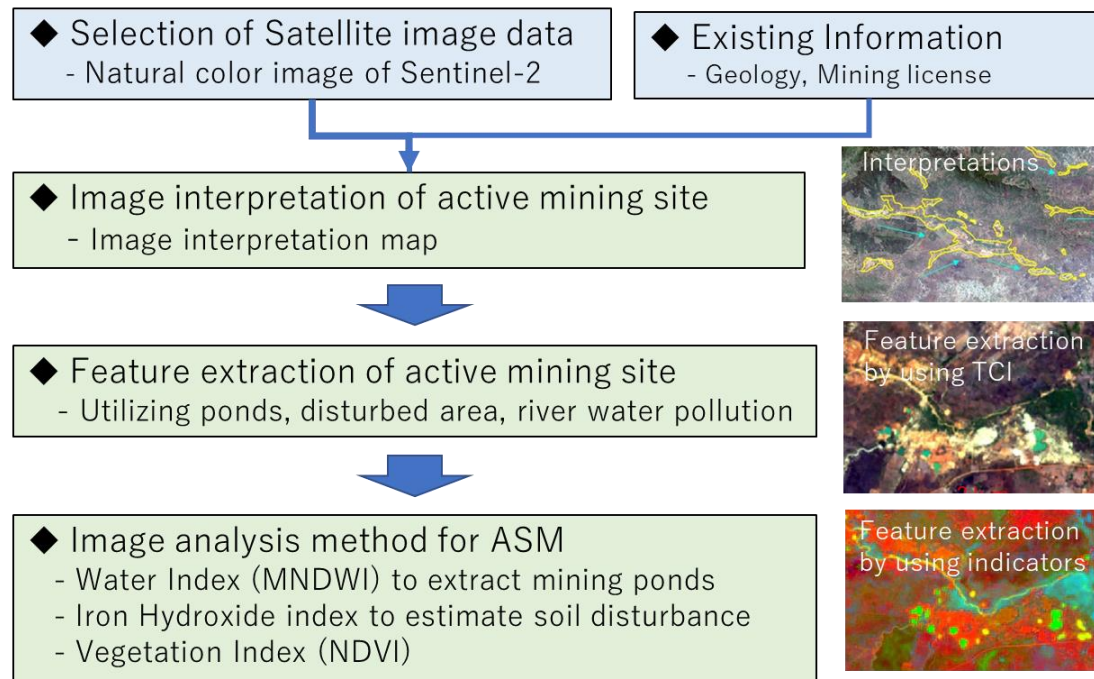 ◆ Selection of Satellite image data
- Natural color image of Sentinel-2
◆ Existing Information
- Geology, Mining license
◆ Image interpretation of active mining site
- Image interpretation map
Interpretations
◆ Feature extraction of active mining site
- Utilizing ponds, disturbed area, river water pollution
Feature extraction
by using TCI
◆ Image analysis method for ASM
- Water Index (MNDWI) to extract mining ponds
- Iron Hydroxide index to estimate soil disturbance
- Vegetation Index (NDVI)
Feature extraction
by using indicators